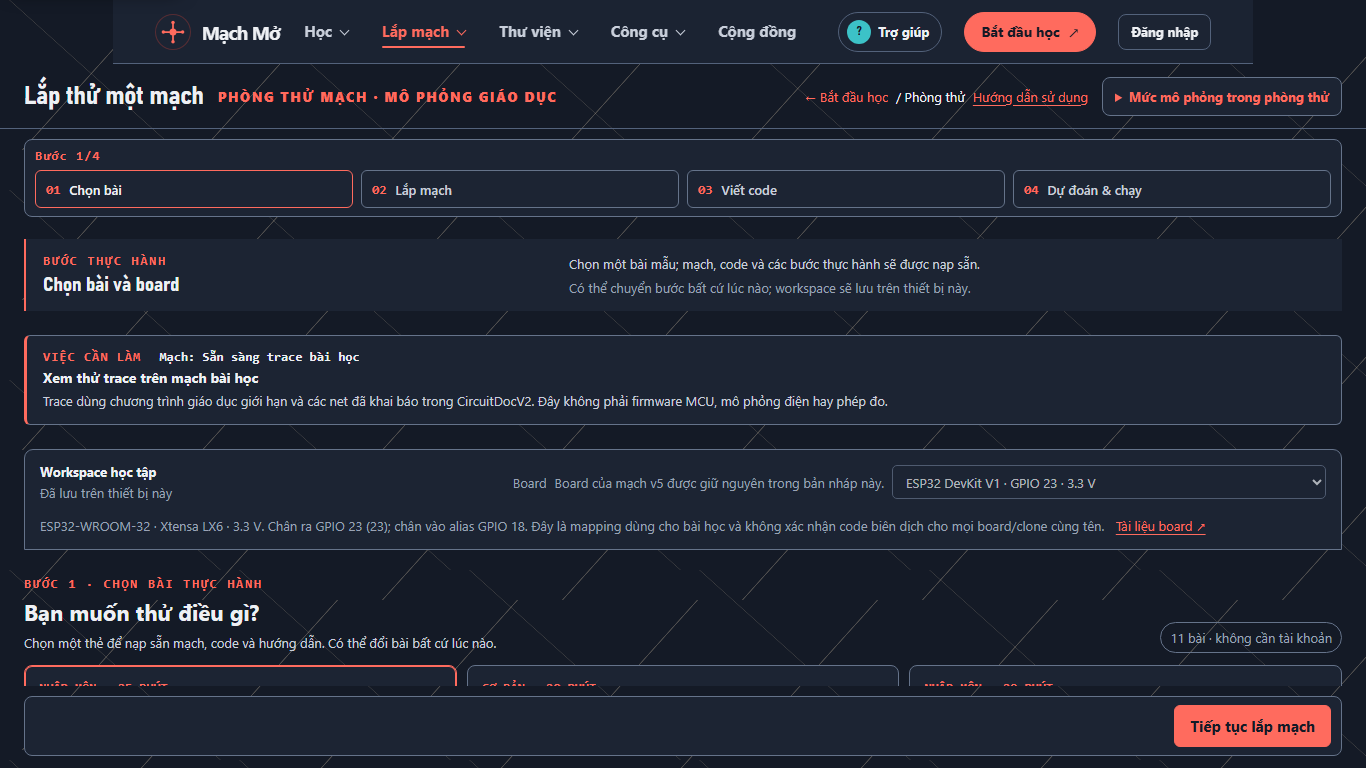 Mạch Mở
Học
Lắp mạch
Thư viện
Công cụ
Cộng đồng
? Trợ giúp
Bắt đầu học ↗
Đăng nhập
Lắp thử một mạch
PHÒNG THỬ MẠCH · MÔ PHỎNG GIÁO DỤC
← Bắt đầu học / Phòng thử Hướng dẫn sử dụng
▶ Mức mô phỏng trong phòng thử
Bước 1/4
01 Chọn bài
02 Lắp mạch
03 Viết code
04 Dự đoán & chạy
BƯỚC THỰC HÀNH
Chọn bài và board
Chọn một bài mẫu; mạch, code và các bước thực hành sẽ được nạp sẵn.
Có thể chuyển bước bất cứ lúc nào; workspace sẽ lưu trên thiết bị này.
VIỆC CẦN LÀM Mạch: Sẵn sàng trace bài học
Xem thử trace trên mạch bài học
Trace dùng chương trình giáo dục giới hạn và các net đã khai báo trong CircuitDocV2. Đây không phải firmware MCU, mô phỏng điện hay phép đo.
Workspace học tập
Đã lưu trên thiết bị này
Board Board của mạch v5 được giữ nguyên trong bản nháp này.
ESP32 DevKit V1 · GPIO 23 · 3.3 V
ESP32-WROOM-32 · Xtensa LX6 · 3.3 V. Chân ra GPIO 23 (23); chân vào alias GPIO 18. Đây là mapping dùng cho bài học và không xác nhận code biên dịch cho mọi board/clone cùng tên. Tài liệu board ↗
BƯỚC 1 · CHỌN BÀI THỰC HÀNH
Bạn muốn thử điều gì?
Chọn một thẻ để nạp sẵn mạch, code và hướng dẫn. Có thể đổi bài bất cứ lúc nào.
11 bài · không cần tài khoản
Tiếp tục lắp mạch